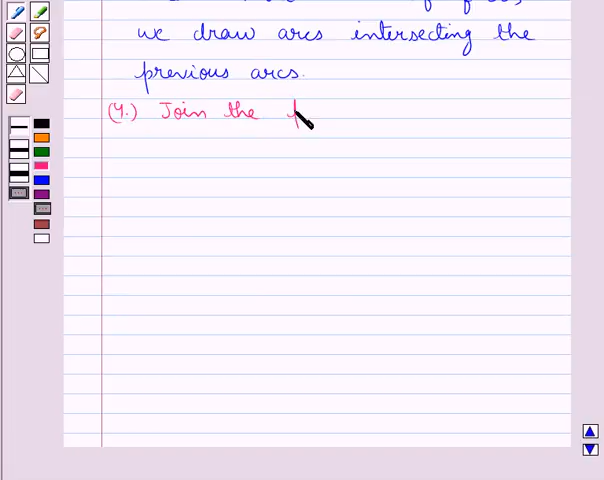 we draw arcs intersecting the
previous arcs.
(4.) Join the